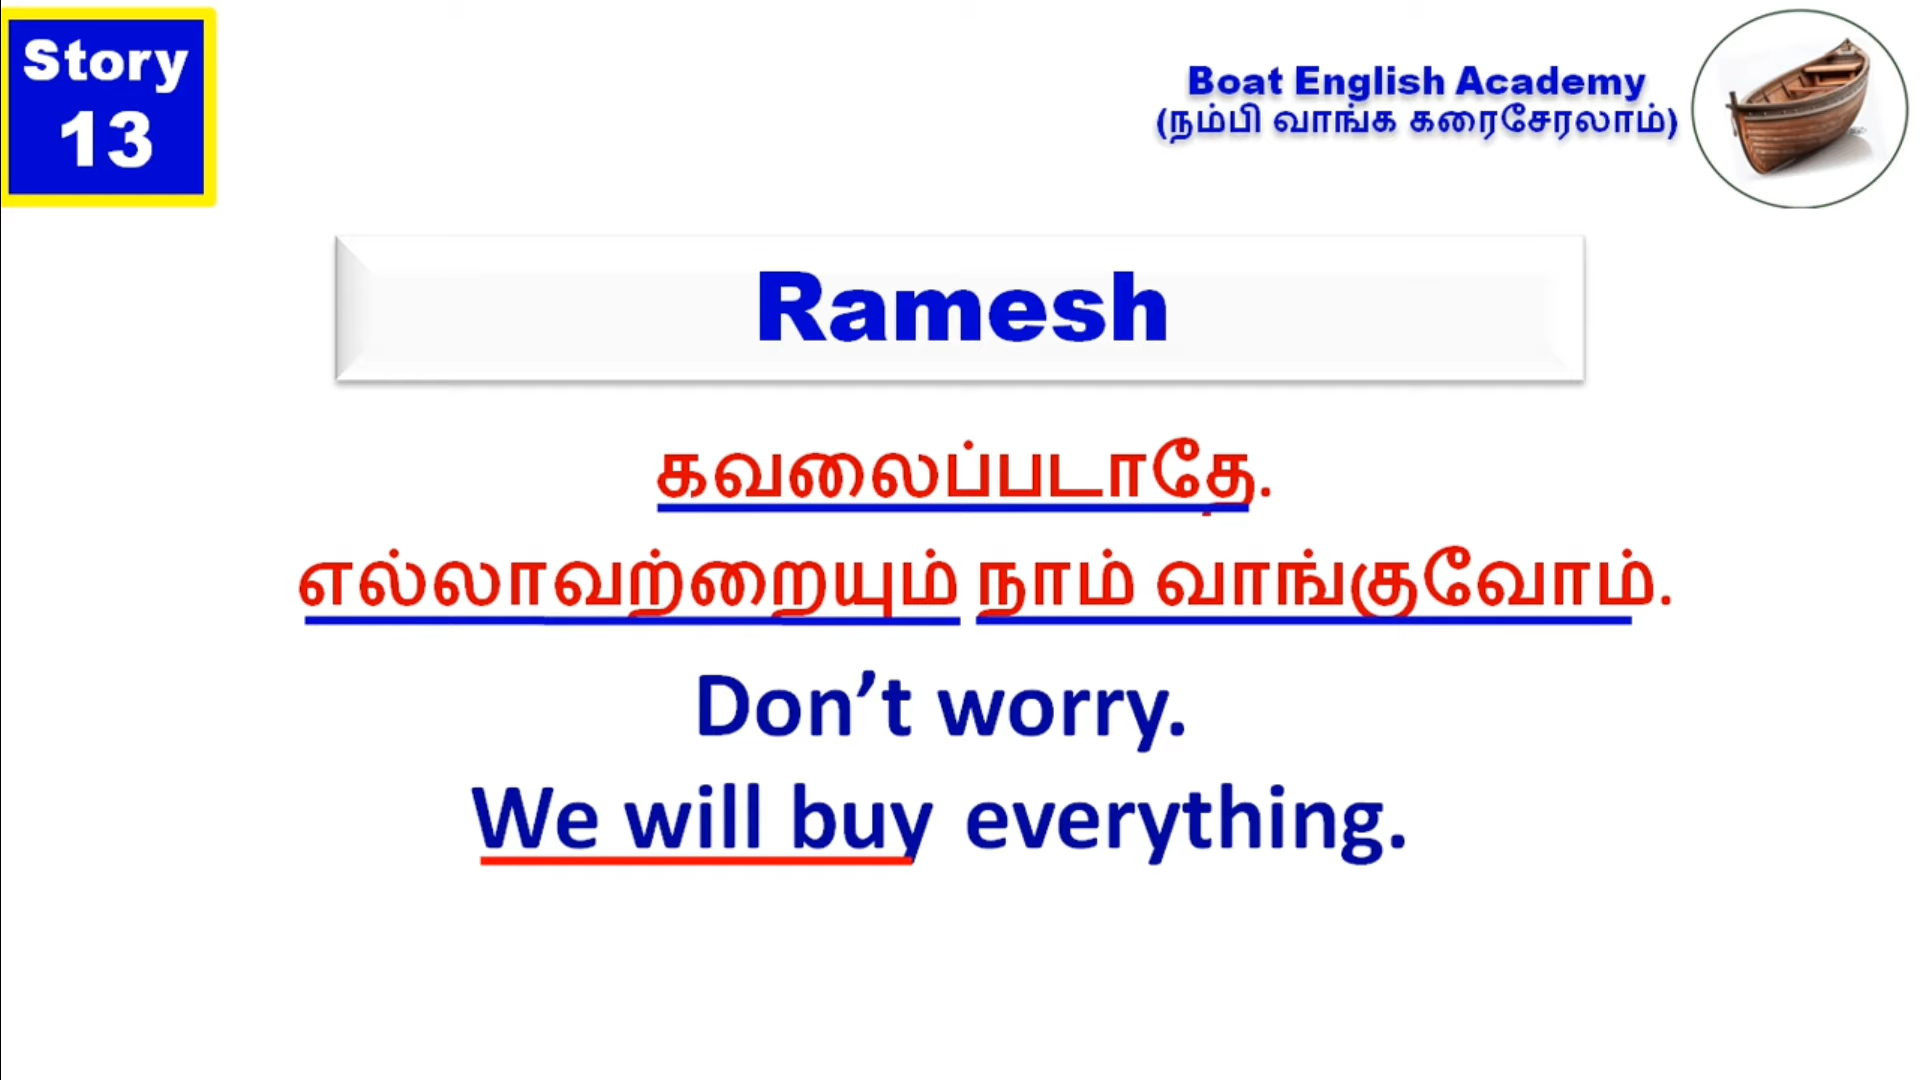 Story
13
Boat English Academy
(நம்பி வாங்க கரைசேரலாம்)
Ramesh
கவலைப்படாதே.
எல்லாவற்றையும் நாம் வாங்குவோம்.
Don’t worry.
We will buy everything.